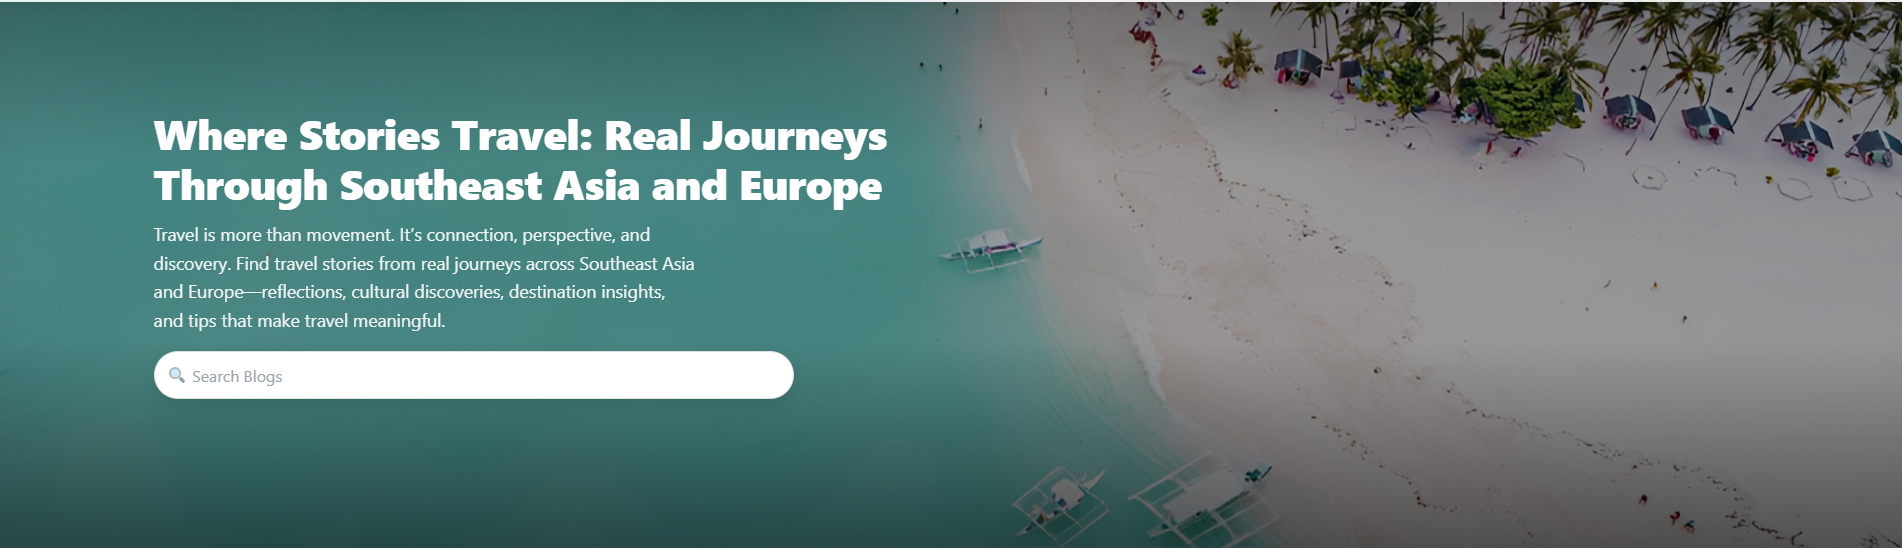 Where Stories Travel: Real Journeys
Through Southeast Asia and Europe
Travel is more than movement. It’s connection, perspective, and
discovery. Find travel stories from real journeys across Southeast Asia
and Europe—reflections, cultural discoveries, destination insights,
and tips that make travel meaningful.
Search Blogs